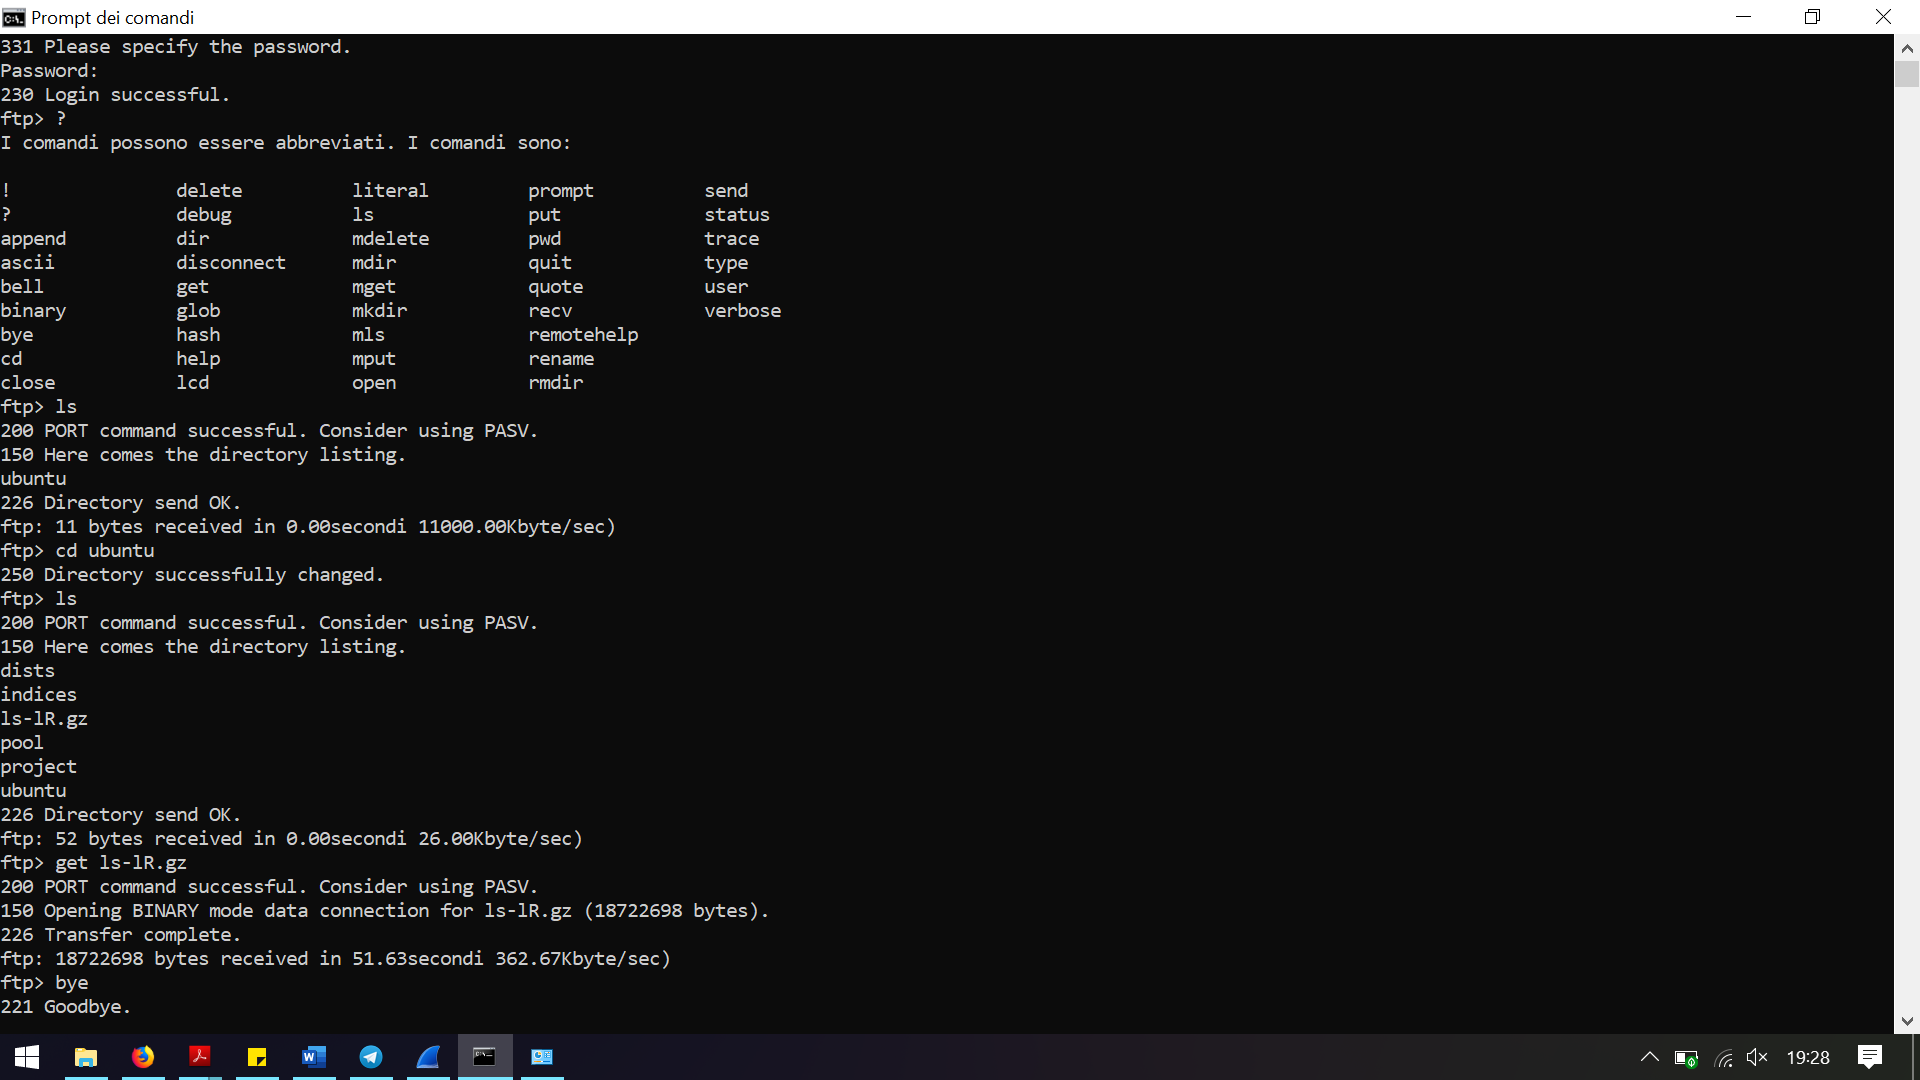 Prompt dei comandi
331 Please specify the password.
Password:
230 Login successful.
ftp> ?
I comandi possono essere abbreviati. I comandi sono:
!               delete          literal         prompt          send
?               debug           ls              put             status
append          dir             mdelete         pwd             trace
ascii           disconnect      mdir            quit            type
bell            get             mget            quote           user
binary          glob            mkdir           recv            verbose
bye             hash            mls             remotehelp
cd              help            mput            rename
close           lcd             open            rmdir
ftp> ls
200 PORT command successful. Consider using PASV.
150 Here comes the directory listing.
ubuntu
226 Directory send OK.
ftp: 11 bytes received in 0.00secondi 11000.00Kbyte/sec)
ftp> cd ubuntu
250 Directory successfully changed.
ftp> ls
200 PORT command successful. Consider using PASV.
150 Here comes the directory listing.
dists
indices
ls-lR.gz
pool
project
ubuntu
226 Directory send OK.
ftp: 52 bytes received in 0.00secondi 26.00Kbyte/sec)
ftp> get ls-lR.gz
200 PORT command successful. Consider using PASV.
150 Opening BINARY mode data connection for ls-lR.gz (18722698 bytes).
226 Transfer complete.
ftp: 18722698 bytes received in 51.63secondi 362.67Kbyte/sec)
ftp> bye
221 Goodbye.
19:28